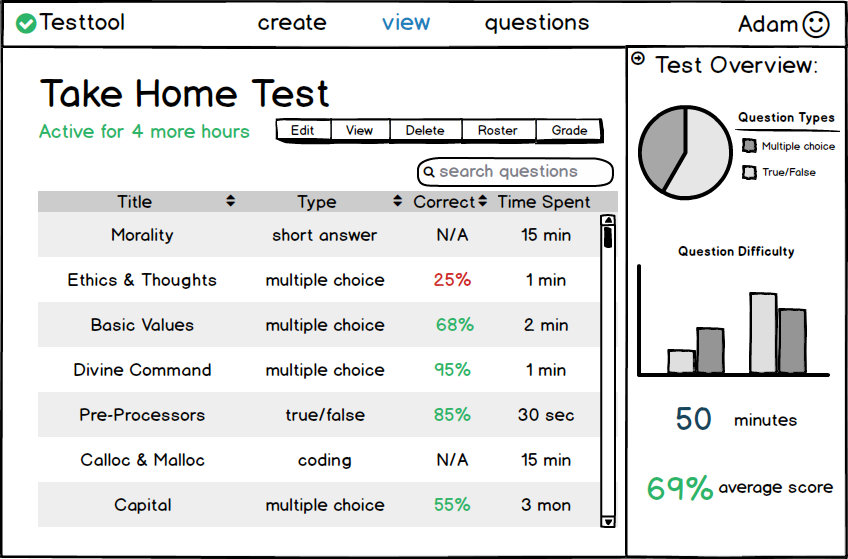 Testtool create view questions Adam
Take Home Test
Active for 4 more hours
Edit View Delete Roster Grade
search questions
Title Type Correct Time Spent
Morality short answer N/A 15 min
Ethics & Thoughts multiple choice 25% 1 min
Basic Values multiple choice 68% 2 min
Divine Command multiple choice 95% 1 min
Pre-Processors true/false 85% 30 sec
Calloc & Malloc coding N/A 15 min
Capital multiple choice 55% 3 mon
Test Overview:
Question Types
Multiple choice
True/False
Question Difficulty
50 minutes
69% average score